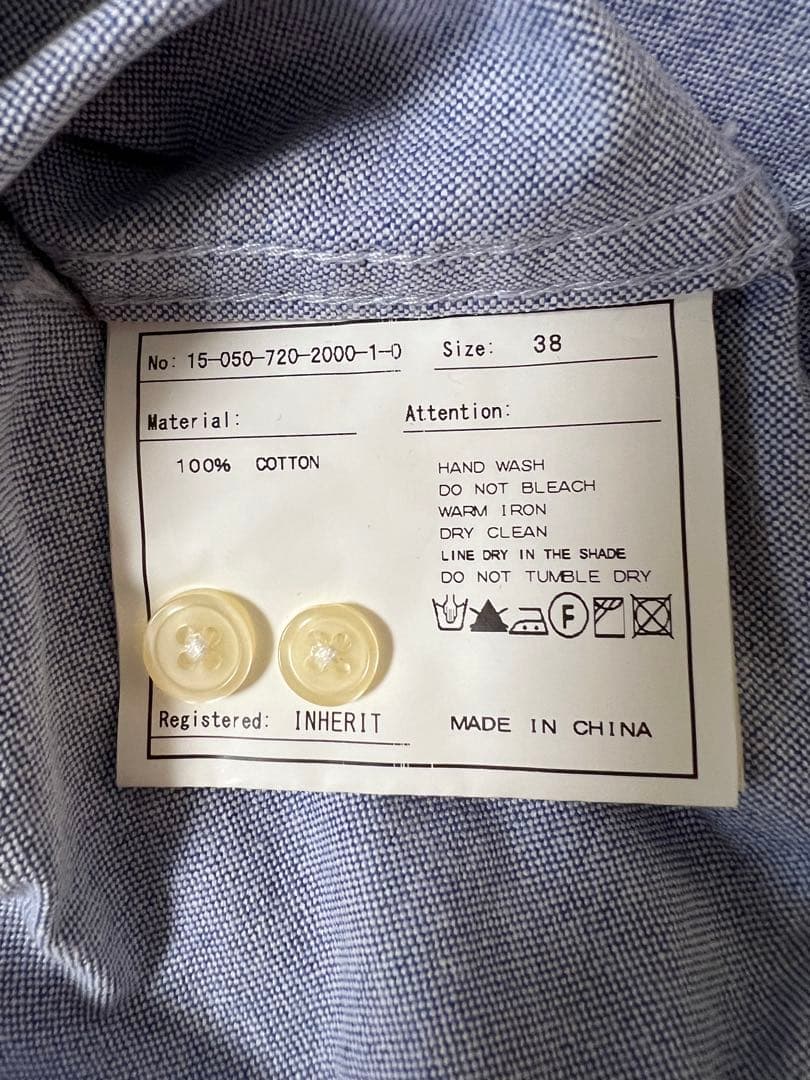 No: 15-050-720-2000-1-0 Size: 38
Material: Attention:
100% COTTON
HAND WASH
DO NOT BLEACH
WARM IRON
DRY CLEAN
LINE DRY IN THE SHADE
DO NOT TUMBLE DRY
F
Registered: INHERIT
MADE IN CHINA